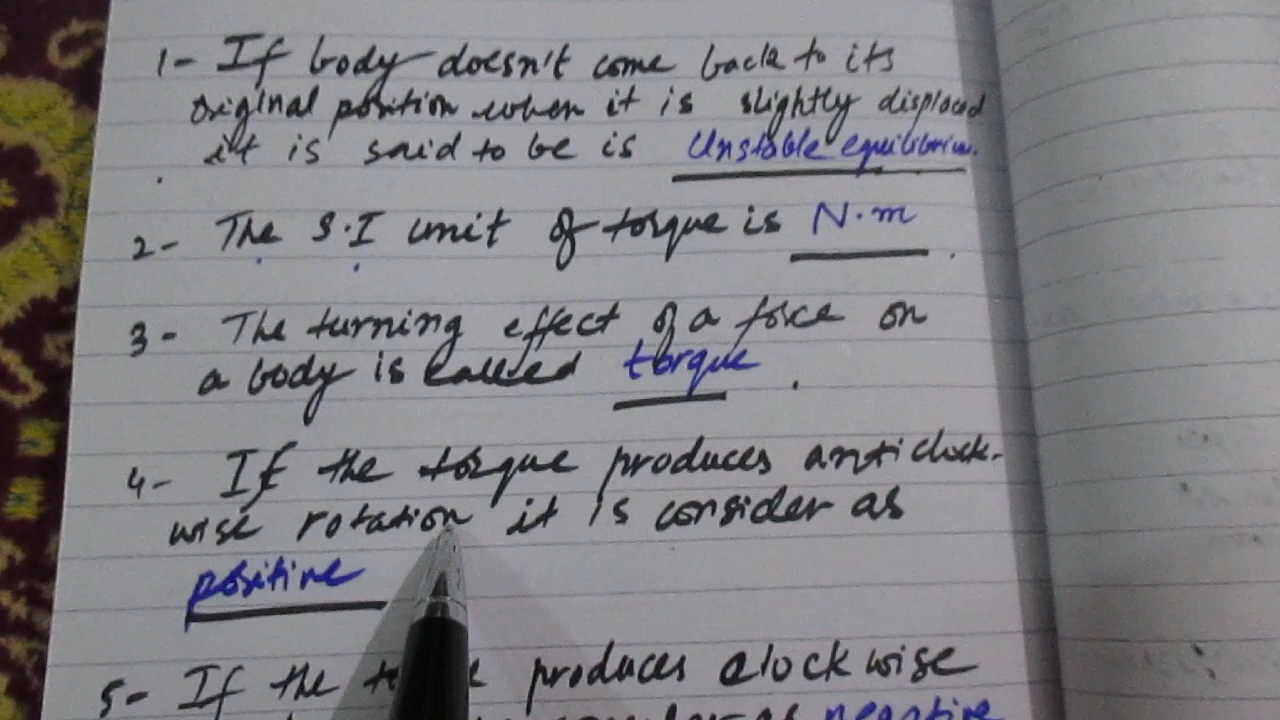 1- If body doesn't come back to its
original position when it is slightly displaced
it is said to be is Unstable equilibrium.
2- The S.I unit of torque is N.m .
3- The turning effect of a force on
a body is called torque .
4- If the torque produces anticlock-
wise rotation it is consider as
positive
5- If the produces clockwise
as negative